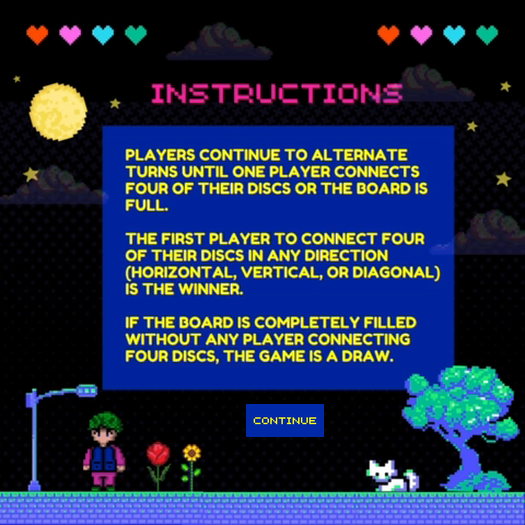 INSTRUCTIONS
PLAYERS CONTINUE TO ALTERNATE
TURNS UNTIL ONE PLAYER CONNECTS
FOUR OF THEIR DISCS OR THE BOARD IS
FULL.
THE FIRST PLAYER TO CONNECT FOUR
OF THEIR DISCS IN ANY DIRECTION
(HORIZONTAL, VERTICAL, OR DIAGONAL)
IS THE WINNER.
IF THE BOARD IS COMPLETELY FILLED
WITHOUT ANY PLAYER CONNECTING
FOUR DISCS, THE GAME IS A DRAW.
CONTINUE